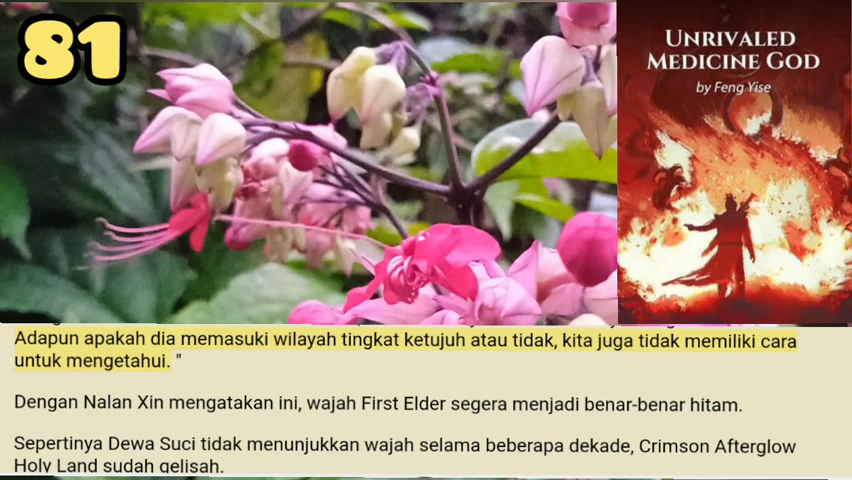 81
UNRIVALED
MEDICINE GOD
by Feng Yise
Adapun apakah dia memasuki wilayah tingkat ketujuh atau tidak, kita juga tidak memiliki cara
untuk mengetahui. "
Dengan Nalan Xin mengatakan ini, wajah First Elder segera menjadi benar-benar hitam.
Sepertinya Dewa Suci tidak menunjukkan wajah selama beberapa dekade, Crimson Afterglow
Holy Land sudah gelisah.